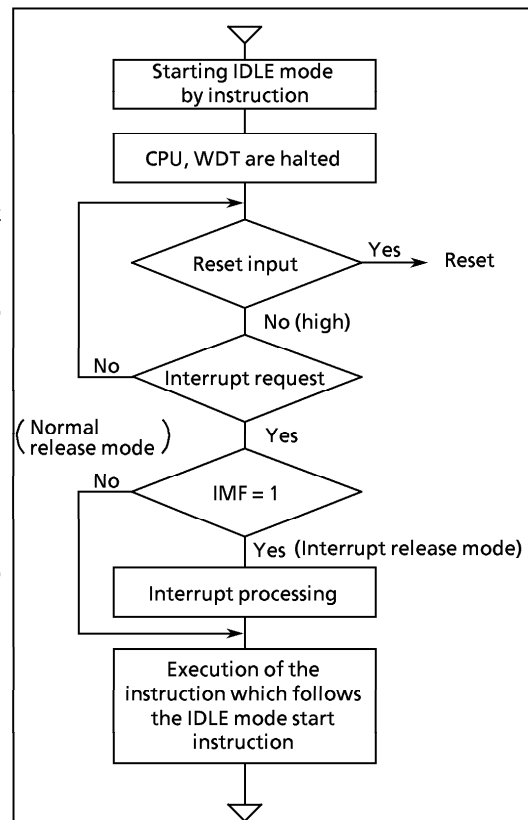 Starting IDLE mode
by instruction
CPU, WDT are halted
Reset input
Yes
Reset
No (high)
No
Interrupt request
(Normal
release mode)
Yes
No
IMF = 1
Yes (Interrupt release mode)
Interrupt processing
Execution of the
instruction which follows
the IDLE mode start
instruction